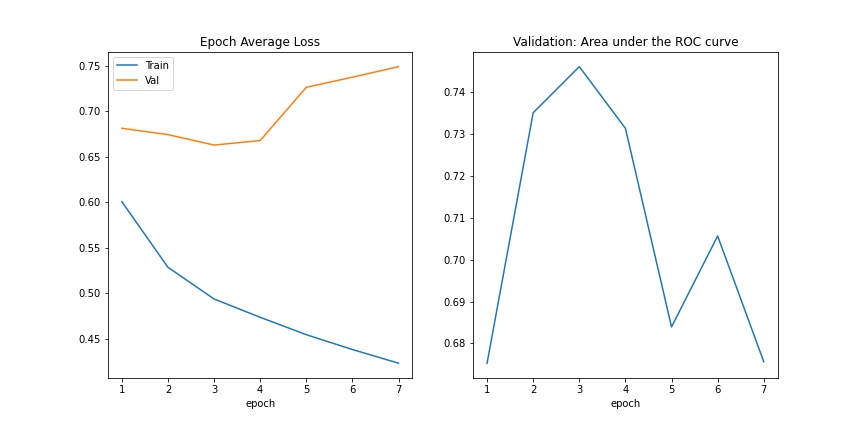 Epoch Average Loss
Train
Val
0.75
0.70
0.65
0.60
0.55
0.50
0.45
1 2 3 4 5 6 7
epoch
Validation: Area under the ROC curve
0.74
0.73
0.72
0.71
0.70
0.69
0.68
1 2 3 4 5 6 7
epoch